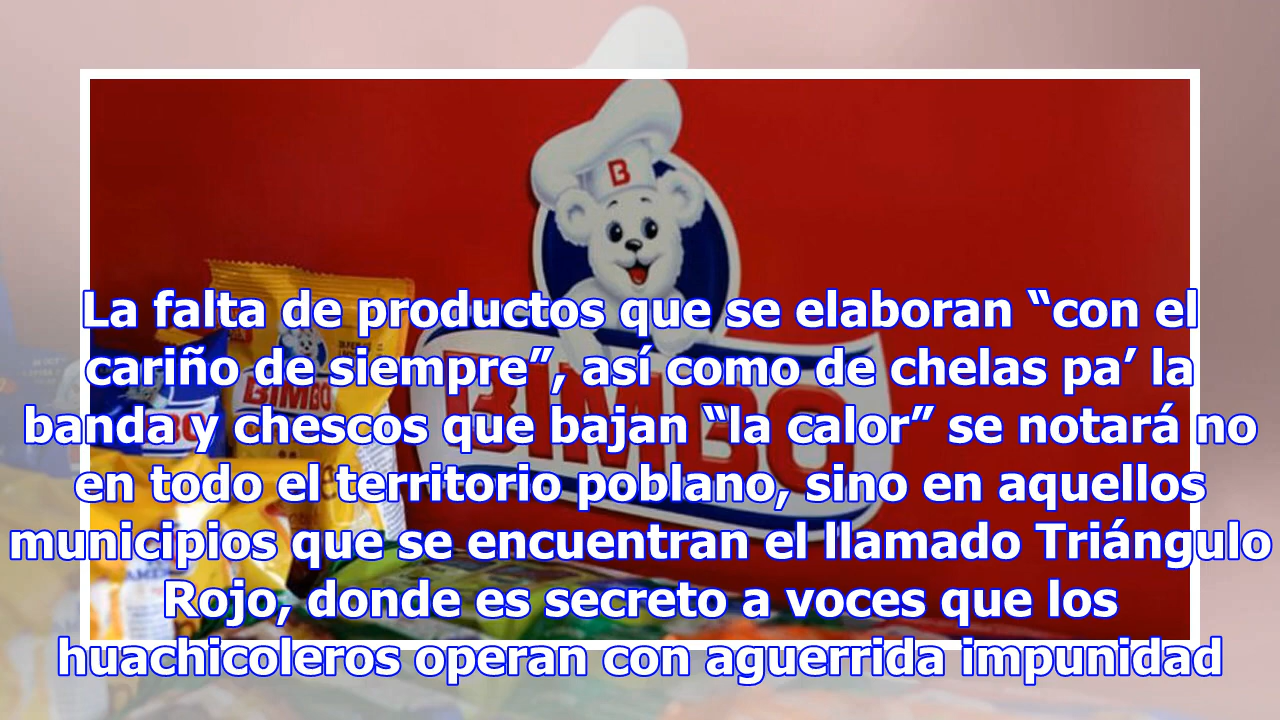 B
La falta de productos que se elaboran “con el
cariño de siempre”, así como de chelas pa’ la
banda y chescos que bajan “la calor” se notará no
en todo el territorio poblano, sino en aquellos
municipios que se encuentran el llamado Triángulo
Rojo, donde es secreto a voces que los
huachicoleros operan con aguerrida impunidad
BIMBO
BIMBO